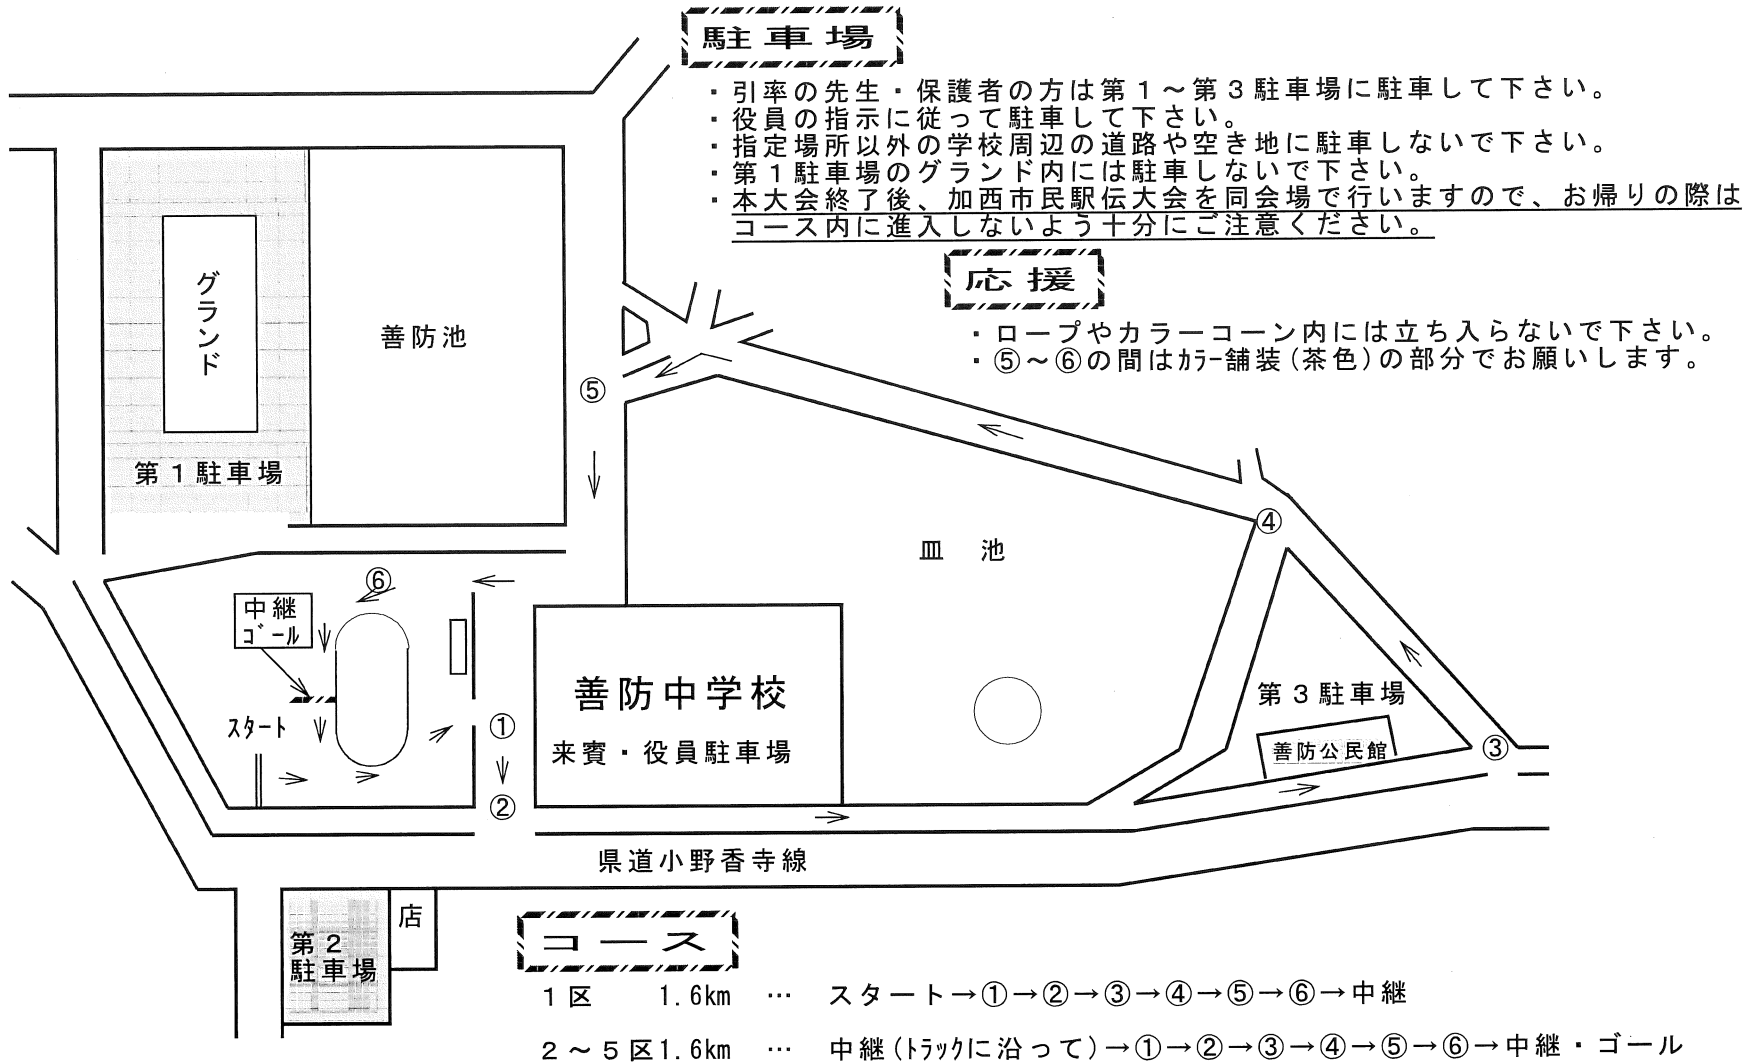 駐車場
・引率の先生・保護者の方は第１～第３駐車場に駐車して下さい。
・役員の指示に従って駐車して下さい。
・指定場所以外の学校周辺の道路や空き地に駐車しないで下さい。
・第１駐車場のグランド内には駐車しないで下さい。
・本大会終了後、加西市民駅伝大会を同会場で行いますので、お帰りの際は
コース内に進入しないよう十分にご注意ください。
応援
・ロープやカラーコーン内には立ち入らないで下さい。
・⑤～⑥の間はｶﾗｰ舗装(茶色)の部分でお願いします。
グランド
善防池
第１駐車場
⑤
④
皿　池
⑥
中継
ｺﾞｰﾙ
スタート
①
②
善防中学校
来賓・役員駐車場
第３駐車場
善防公民館
③
県道小野香寺線
店
第２
駐車場
コース
１区　1.6km　…　スタート→①→②→③→④→⑤→⑥→中継
２～５区1.6km　…　中継(ﾄﾗｯｸに沿って)→①→②→③→④→⑤→⑥→中継・ゴール